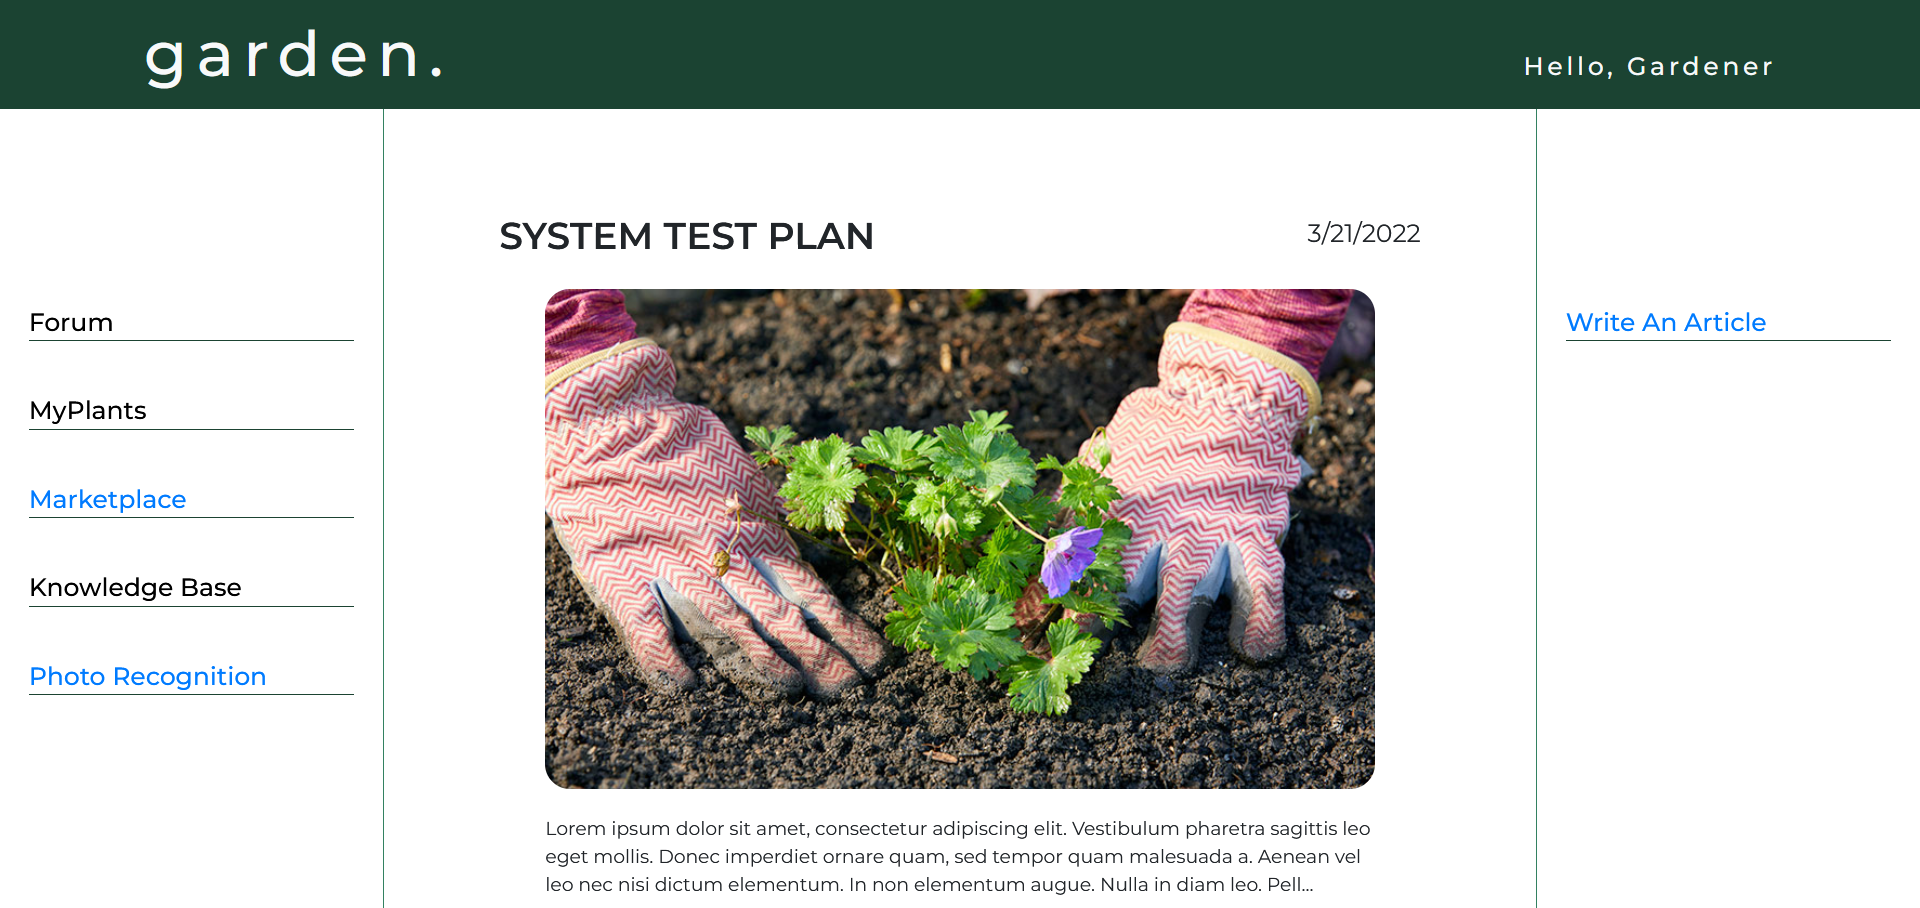 garden.
Hello, Gardener
SYSTEM TEST PLAN
3/21/2022
Forum
MyPlants
Marketplace
Knowledge Base
Photo Recognition
Write An Article
Lorem ipsum dolor sit amet, consectetur adipiscing elit. Vestibulum pharetra sagittis leo
eget mollis. Donec imperdiet ornare quam, sed tempor quam malesuada a. Aenean vel
leo nec nisi dictum elementum. In non elementum augue. Nulla in diam leo. Pell...